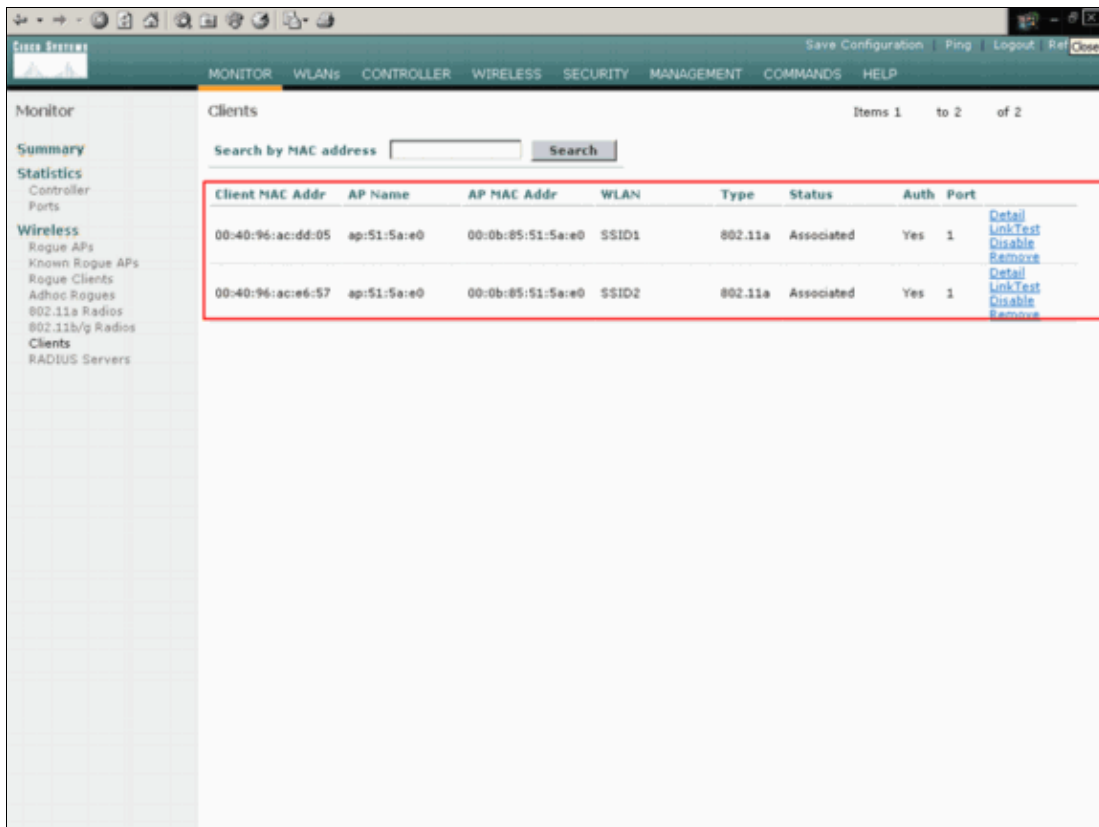 Cisco Systems
Save Configuration | Ping | Logout | Ref
Close
MONITOR WLANs CONTROLLER WIRELESS SECURITY MANAGEMENT COMMANDS HELP
Monitor
Summary
Statistics
Controller
Ports
Wireless
Rogue APs
Known Rogue APs
Rogue Clients
Adhoc Rogues
802.11a Radios
802.11b/g Radios
Clients
RADIUS Servers
Clients Items 1 to 2 of 2
Search by MAC address Search
Client MAC Addr AP Name AP MAC Addr WLAN Type Status Auth Port
00:40:96:ac:dd:05 ap:51:5a:e0 00:0b:85:51:5a:e0 SSID1 802.11a Associated Yes 1
Detail
LinkTest
Disable
Remove
00:40:96:ac:e6:57 ap:51:5a:e0 00:0b:85:51:5a:e0 SSID2 802.11a Associated Yes 1
Detail
LinkTest
Disable
Remove